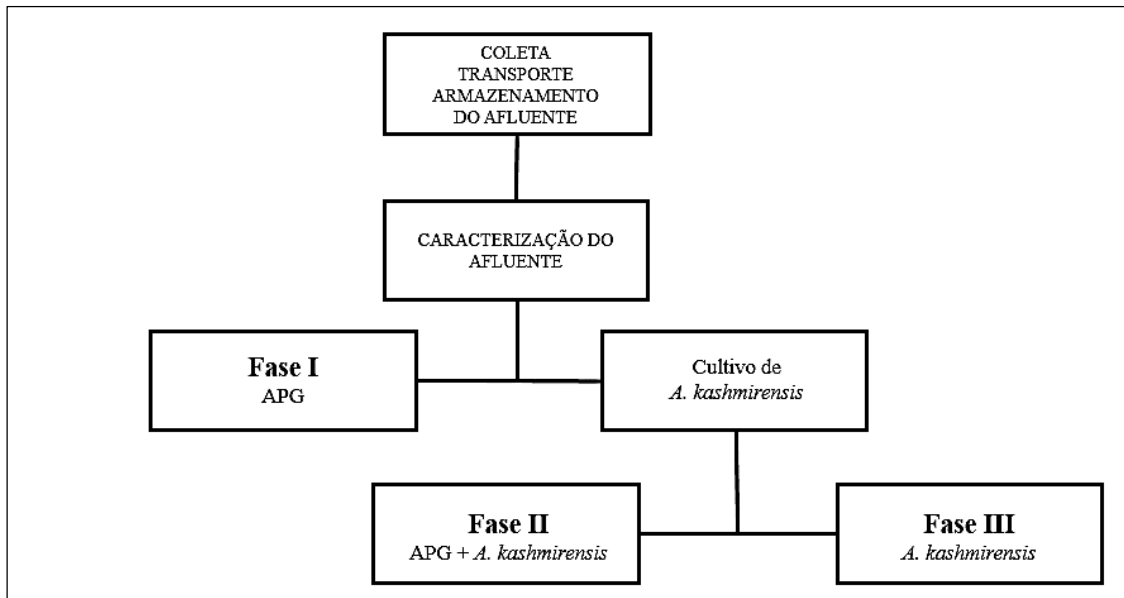 COLETA
TRANSPORTE
ARMAZENAMENTO
DO AFLUENTE
CARACTERIZAÇÃO DO
AFLUENTE
Fase I
APG
Cultivo de
A. kashmirensis
Fase II
APG + A. kashmirensis
Fase III
A. kashmirensis